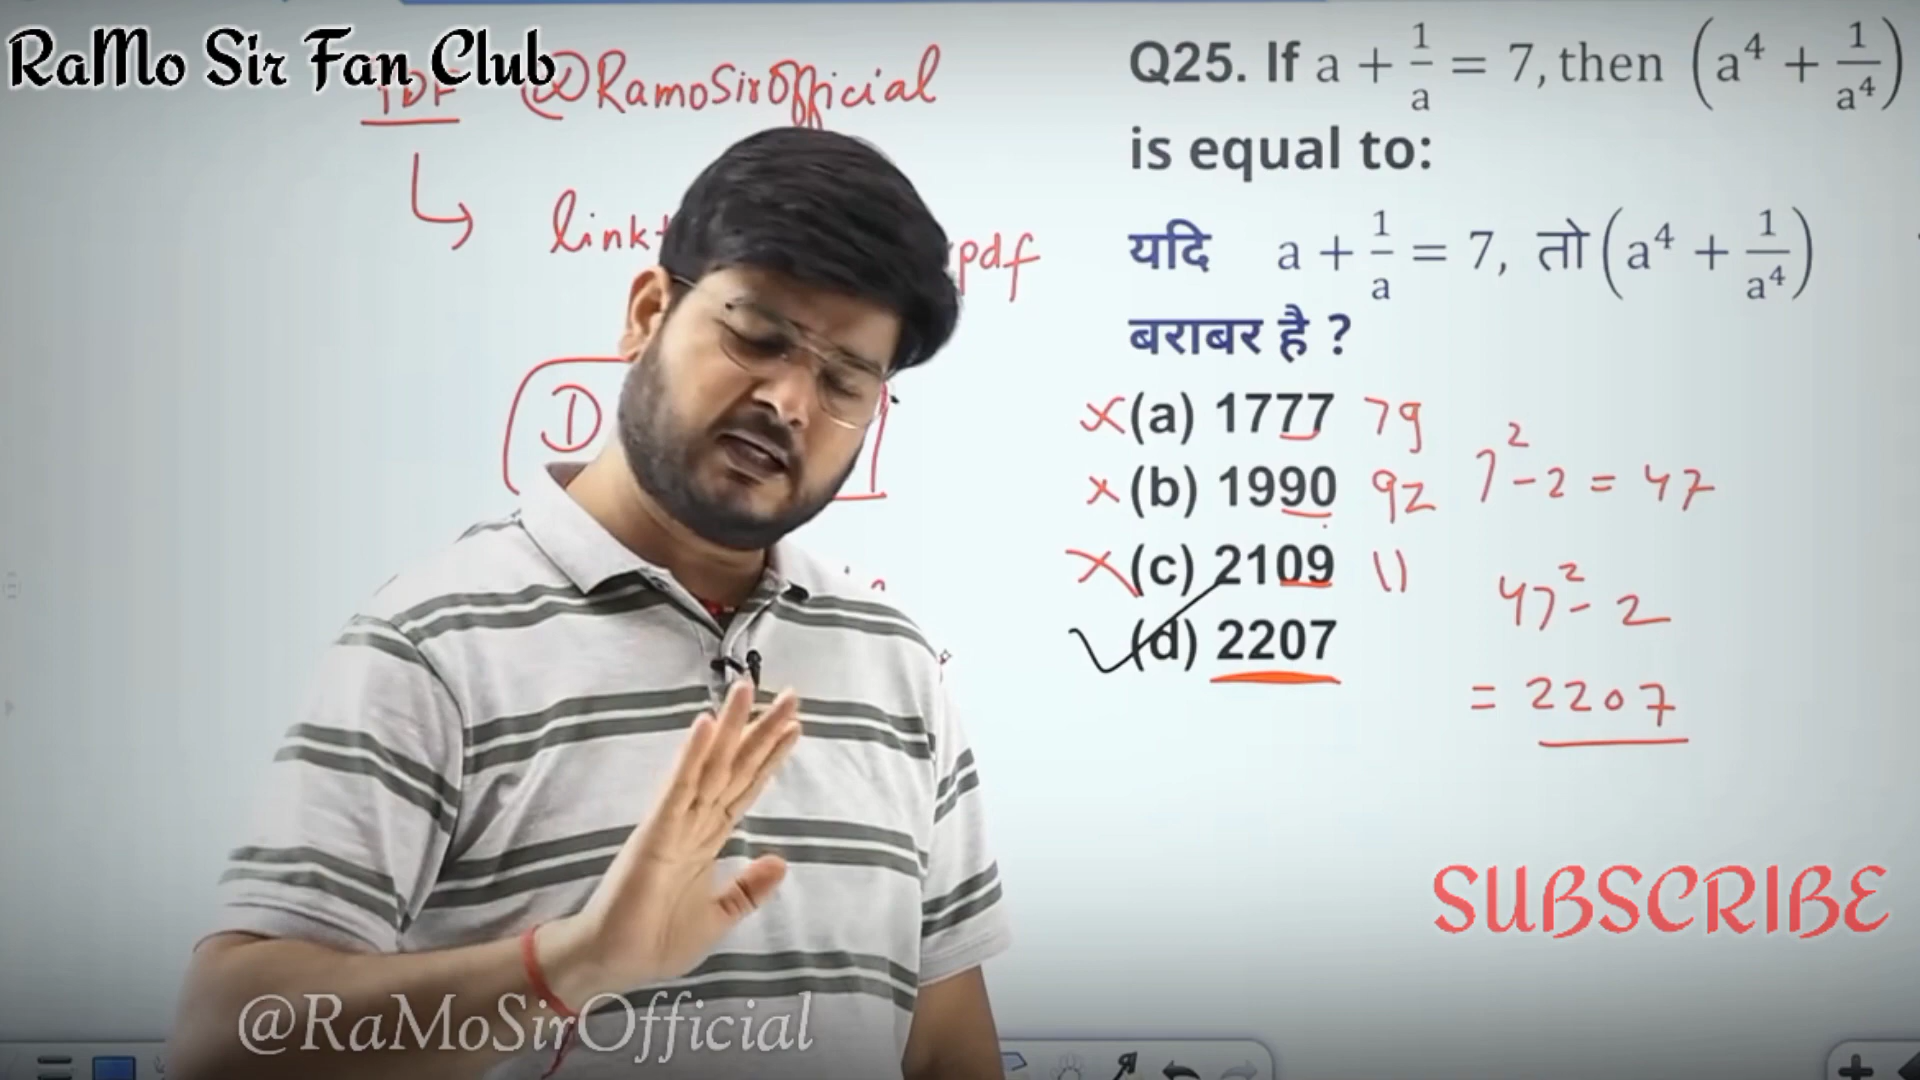 RaMo Sir Fan Club
PDF @RamoSirOfficial
pdf
D
Q25. If a + 1/a = 7, then (a⁴ + 1/a⁴)
is equal to:
यदि a + 1/a = 7, तो (a⁴ + 1/a⁴)
बराबर है ?
×(a) 1777 79
×(b) 1990 92
×(c) 2109 11
✓(d) 2207
7² - 2 = 47
47² - 2
= 2207
SUBSCRIBE
@RaMoSirOfficial